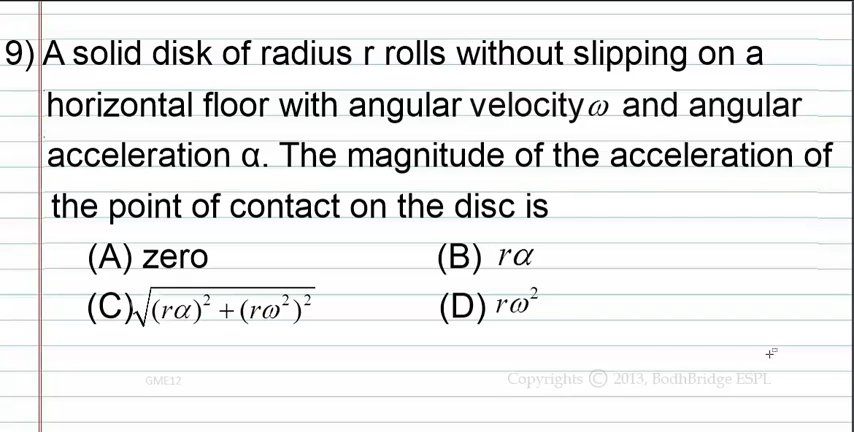 9) A solid disk of radius r rolls without slipping on a
horizontal floor with angular velocity ω and angular
acceleration α. The magnitude of the acceleration of
the point of contact on the disc is
(A) zero (B) rα
(C) √((rα)² + (rω²)²) (D) rω²
GME12 Copyrights © 2013, BodhBridge ESPL